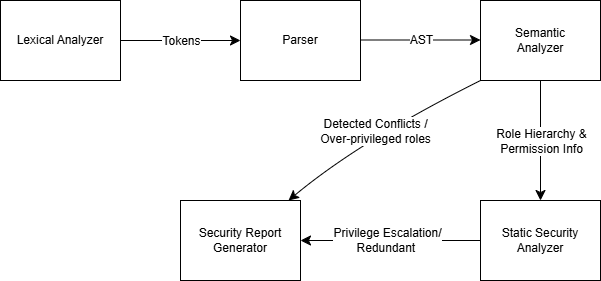 Lexical Analyzer
Tokens
Parser
AST
Semantic
Analyzer
Detected Conflicts /
Over-privileged roles
Role Hierarchy &
Permission Info
Security Report
Generator
Privilege Escalation/
Redundant
Static Security
Analyzer